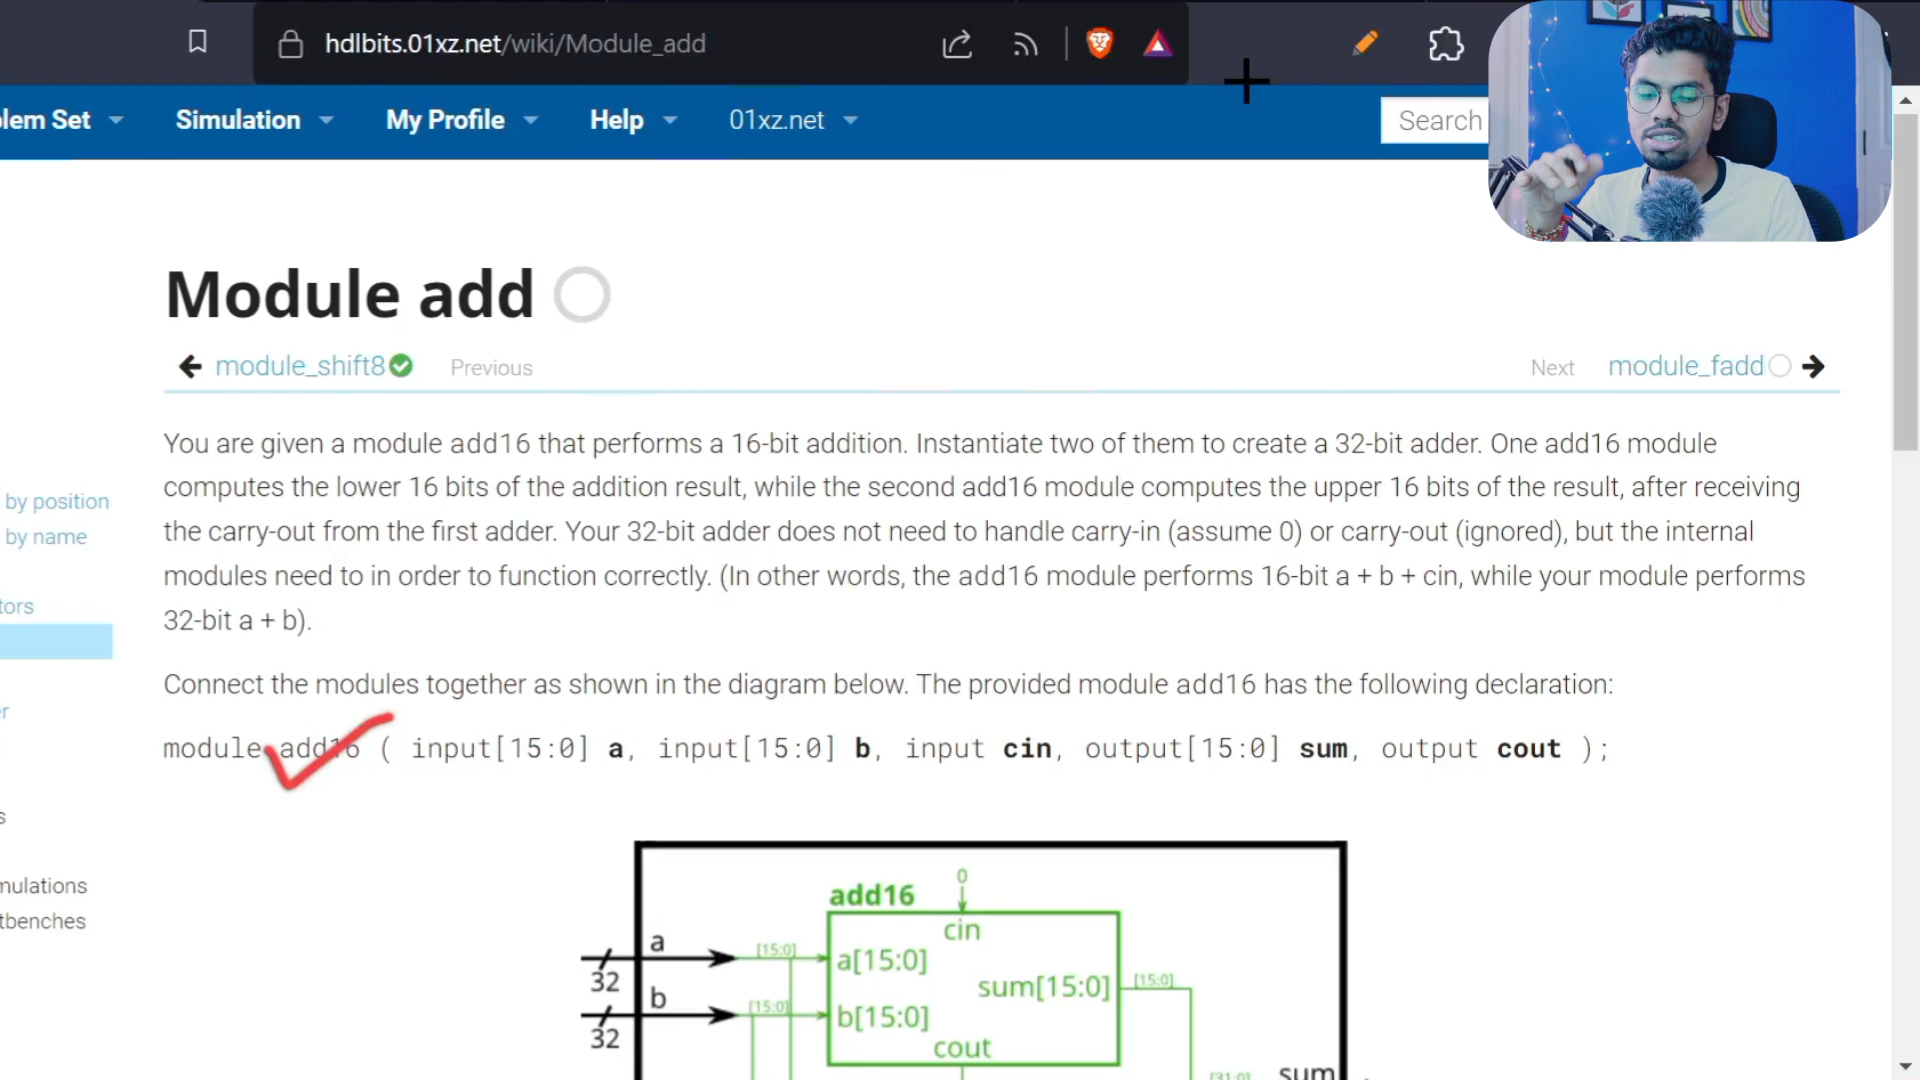 hdlbits.01xz.net/wiki/Module_add
lem Set
Simulation
My Profile
Help
01xz.net
Search
Module add
module_shift8
Previous
Next
module_fadd
You are given a module add16 that performs a 16-bit addition. Instantiate two of them to create a 32-bit adder. One add16 module
computes the lower 16 bits of the addition result, while the second add16 module computes the upper 16 bits of the result, after receiving
the carry-out from the first adder. Your 32-bit adder does not need to handle carry-in (assume 0) or carry-out (ignored), but the internal
modules need to in order to function correctly. (In other words, the add16 module performs 16-bit a + b + cin, while your module performs
32-bit a + b).
Connect the modules together as shown in the diagram below. The provided module add16 has the following declaration:
module add16 ( input[15:0] a, input[15:0] b, input cin, output[15:0] sum, output cout );
by position
by name
tors
r
s
mulations
tbenches
add16
0
cin
a
[15:0]
a[15:0]
32
sum[15:0]
[15:0]
b
[15:0]
b[15:0]
32
cout
[31:0]
sum